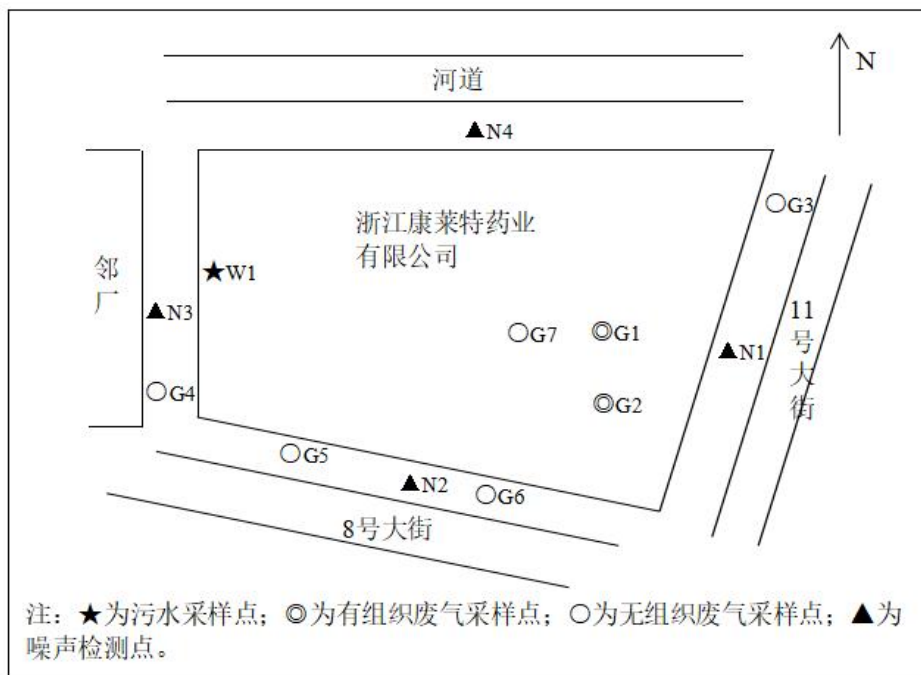 河道
N
▲N4
○G3
浙江康莱特药业
有限公司
邻厂
★W1
▲N3
11号大街
○G7
◎G1
▲N1
○G4
◎G2
○G5
▲N2
○G6
8号大街
注：★为污水采样点；◎为有组织废气采样点；○为无组织废气采样点；▲为
噪声检测点。